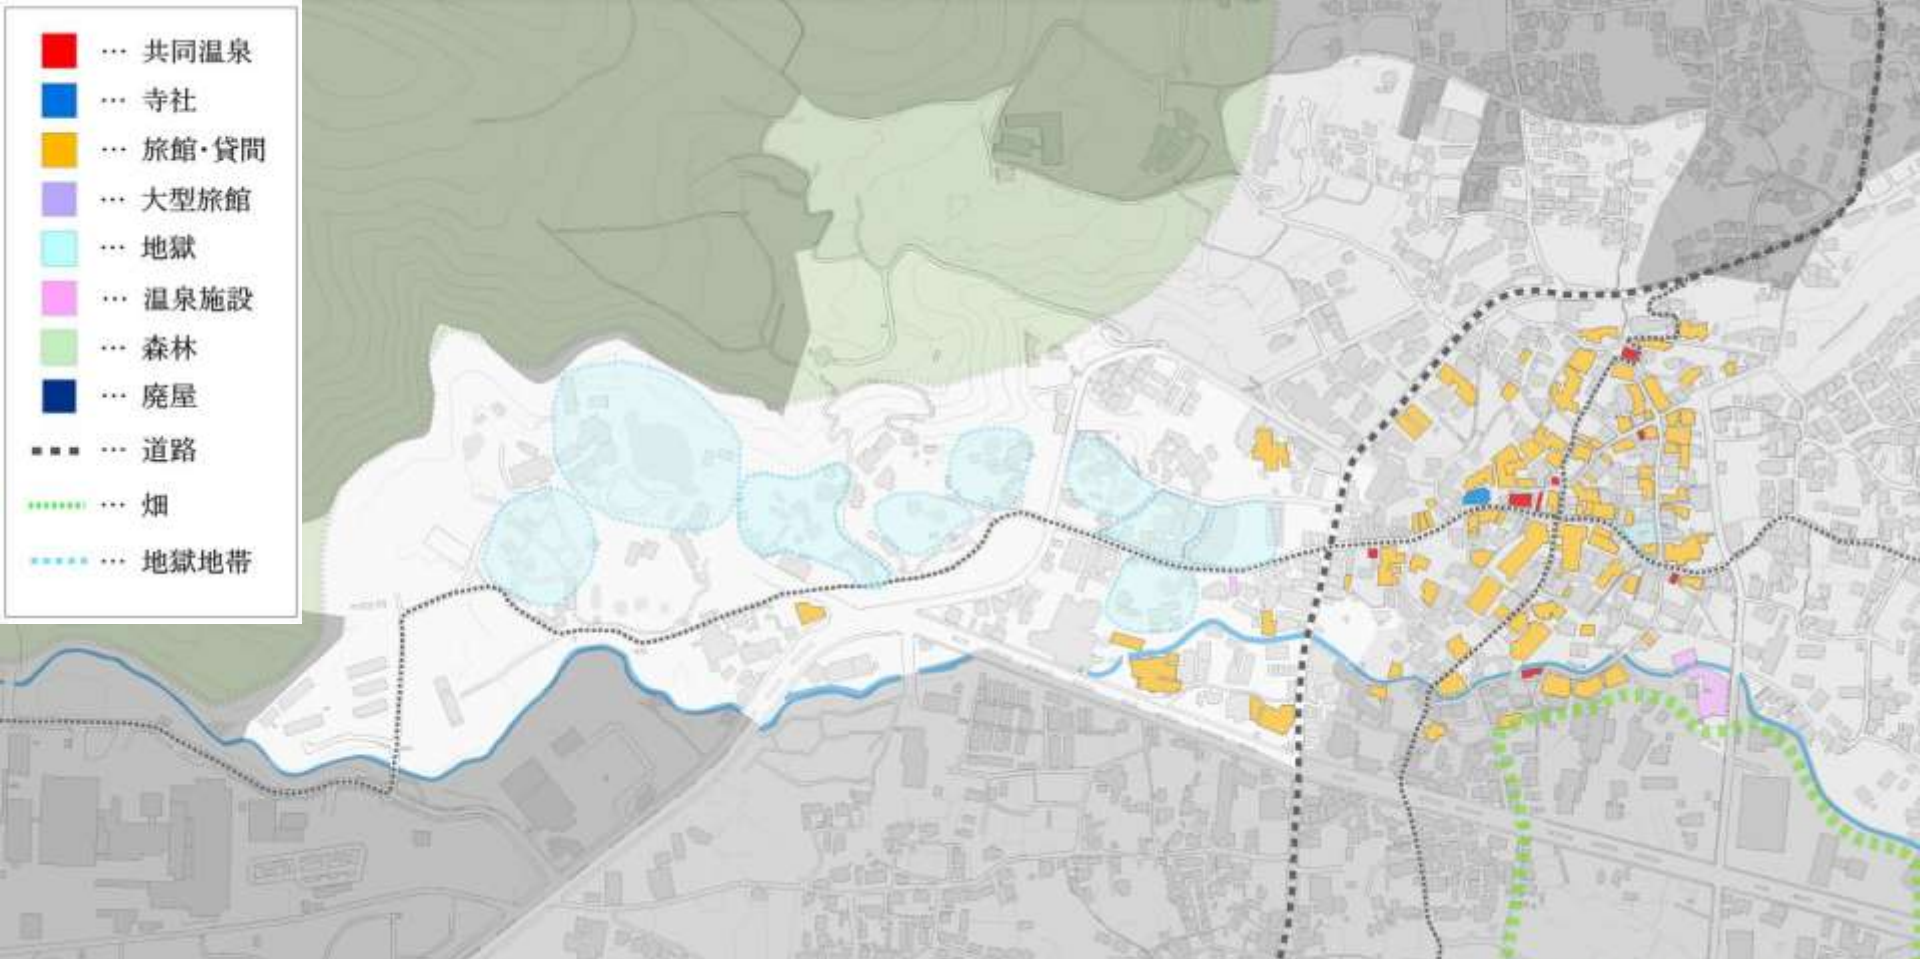 … 共同温泉
… 寺社
… 旅館・貸間
… 大型旅館
… 地獄
… 温泉施設
… 森林
… 廃屋
… 道路
… 畑
… 地獄地帯